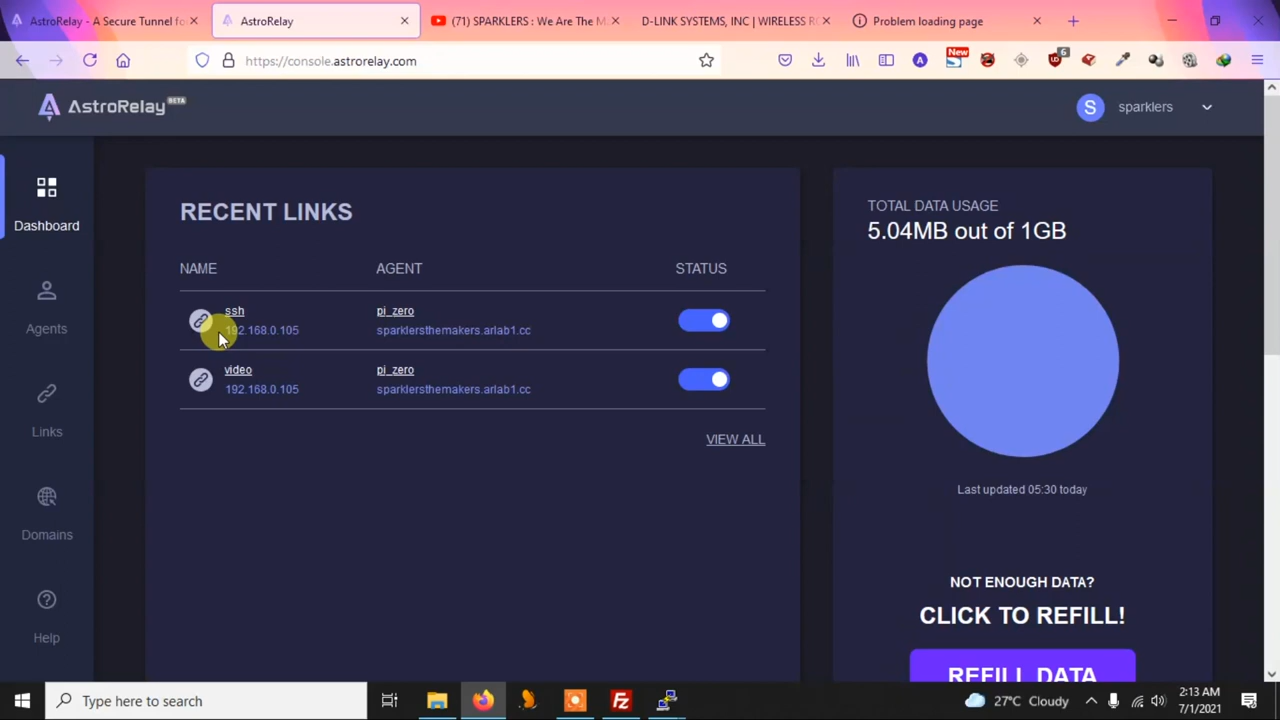 AstroRelay - A Secure Tunnel fo
AstroRelay
(71) SPARKLERS : We Are The M
D-LINK SYSTEMS, INC | WIRELESS RO
Problem loading page
https://console.astrorelay.com
New
6
AstroRelay BETA
S sparklers
Dashboard
Agents
Links
Domains
Help
RECENT LINKS
NAME AGENT STATUS
ssh pi_zero
192.168.0.105 sparklersthemakers.arlab1.cc
video pi_zero
192.168.0.105 sparklersthemakers.arlab1.cc
VIEW ALL
TOTAL DATA USAGE
5.04MB out of 1GB
Last updated 05:30 today
NOT ENOUGH DATA?
CLICK TO REFILL!
REFILL DATA
Type here to search
27°C Cloudy
2:13 AM
7/1/2021